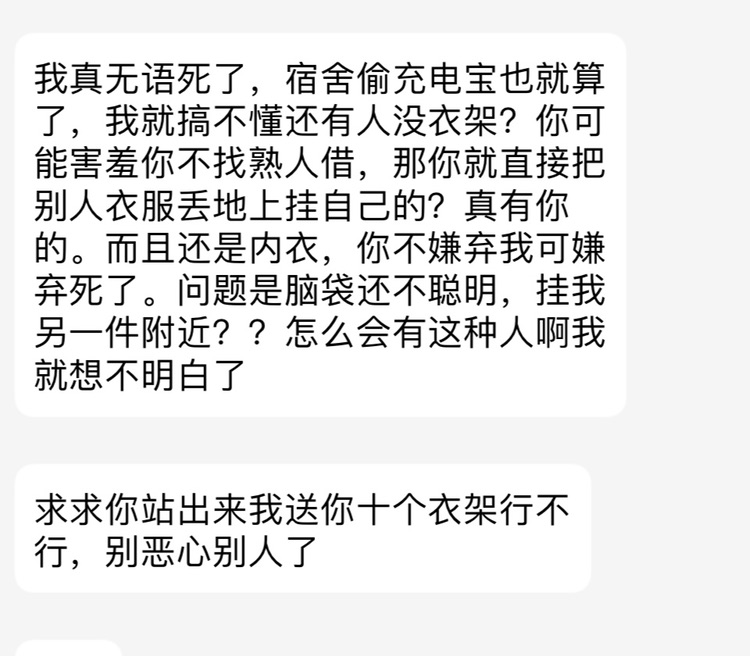 我真无语死了，宿舍偷充电宝也就算
了，我就搞不懂还有人没衣架？你可
能害羞你不找熟人借，那你就直接把
别人衣服丢地上挂自己的？真有你
的。而且还是内衣，你不嫌弃我可嫌
弃死了。问题是脑袋还不聪明，挂我
另一件附近？？怎么会有这种人啊我
就想不明白了
求求你站出来我送你十个衣架行不
行，别恶心别人了